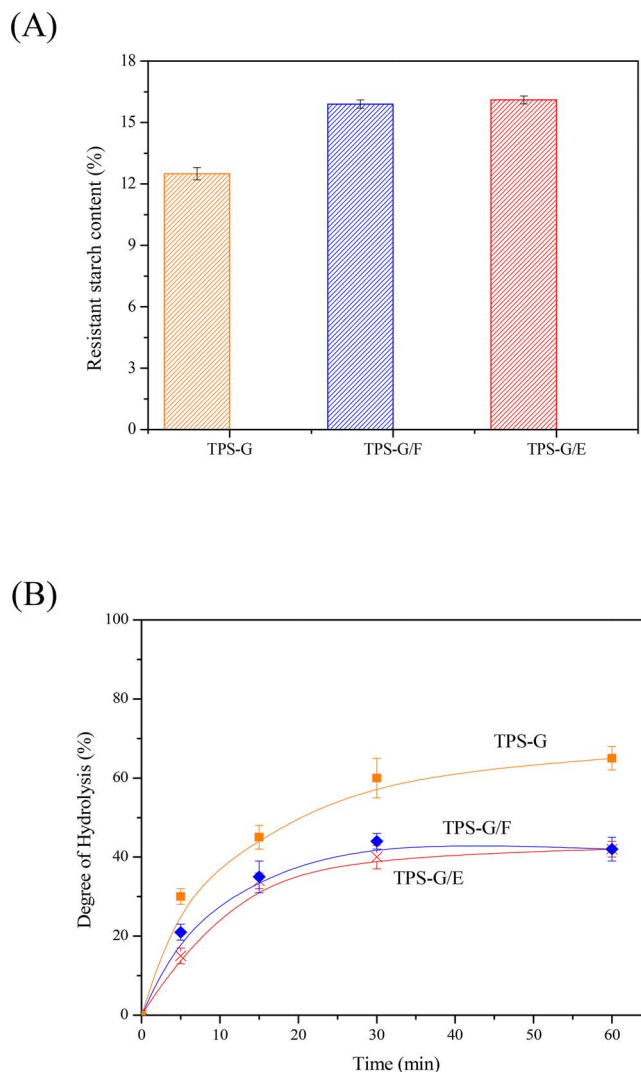 (A)
18
15
12
9
6
3
0
Resistant starch content (%)
TPS-G TPS-G/F TPS-G/E
(B)
100
80
60
40
20
0
Degree of Hydrolysis (%)
TPS-G
TPS-G/F
TPS-G/E
0 10 20 30 40 50 60
Time (min)